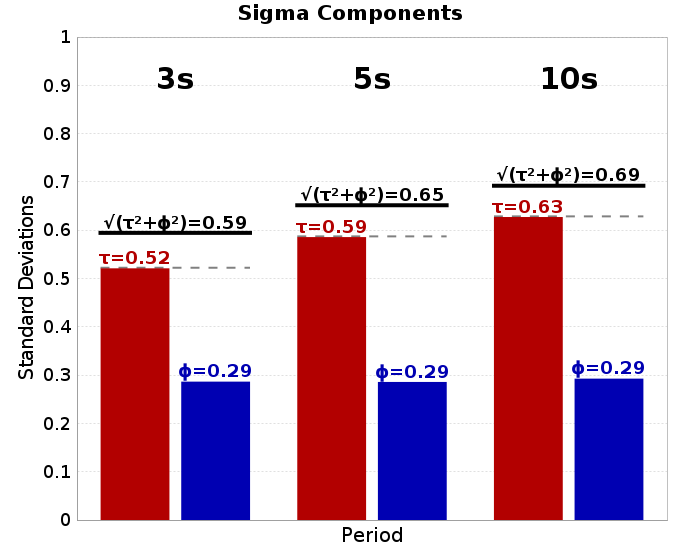 Sigma Components
1
0.9
0.8
0.7
0.6
0.5
0.4
0.3
0.2
0.1
0
Standard Deviations
3s
5s
10s
√(τ²+ϕ²)=0.59
√(τ²+ϕ²)=0.65
√(τ²+ϕ²)=0.69
τ=0.52
τ=0.59
τ=0.63
ϕ=0.29
ϕ=0.29
ϕ=0.29
Period